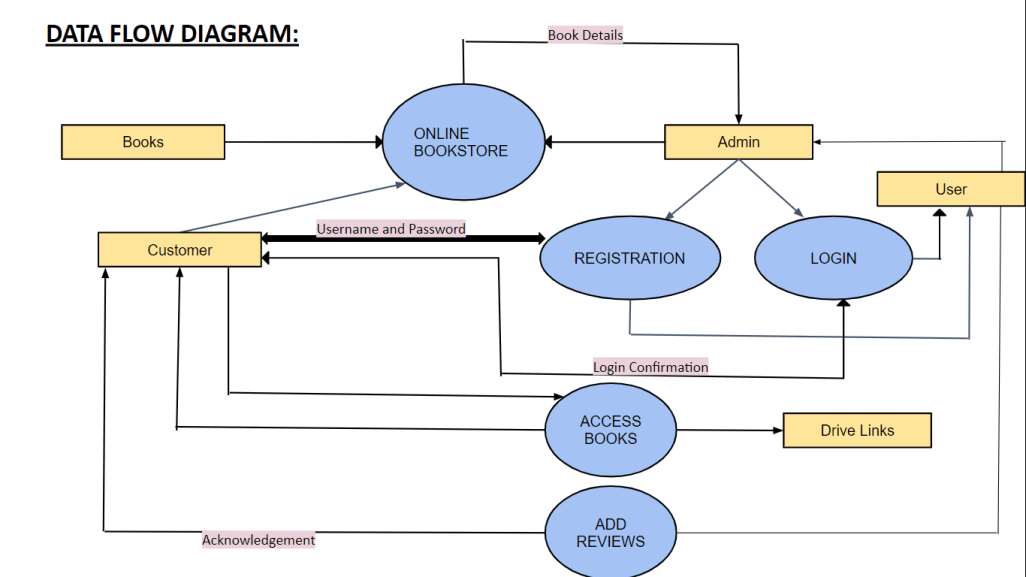 DATA FLOW DIAGRAM:
Book Details
Books
ONLINE
BOOKSTORE
Admin
User
Username and Password
Customer
REGISTRATION
LOGIN
Login Confirmation
ACCESS
BOOKS
Drive Links
ADD
REVIEWS
Acknowledgement